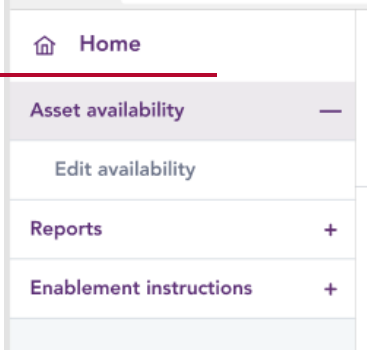 Home
Asset availability
Edit availability
Reports
Enablement instructions